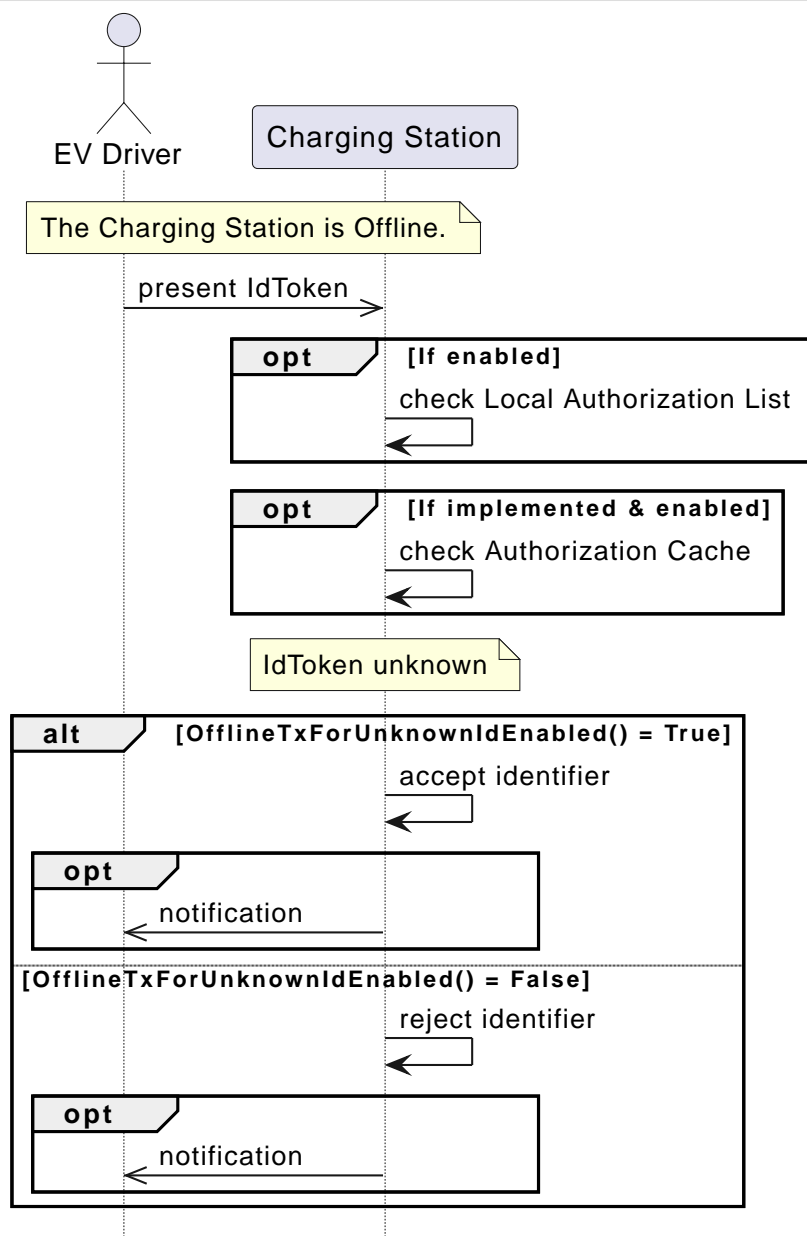 EV Driver
Charging Station
The Charging Station is Offline.
present IdToken
opt
[If enabled]
check Local Authorization List
opt
[If implemented & enabled]
check Authorization Cache
IdToken unknown
alt
[OfflineTxForUnknownIdEnabled() = True]
accept identifier
opt
notification
[OfflineTxForUnknownIdEnabled() = False]
reject identifier
opt
notification